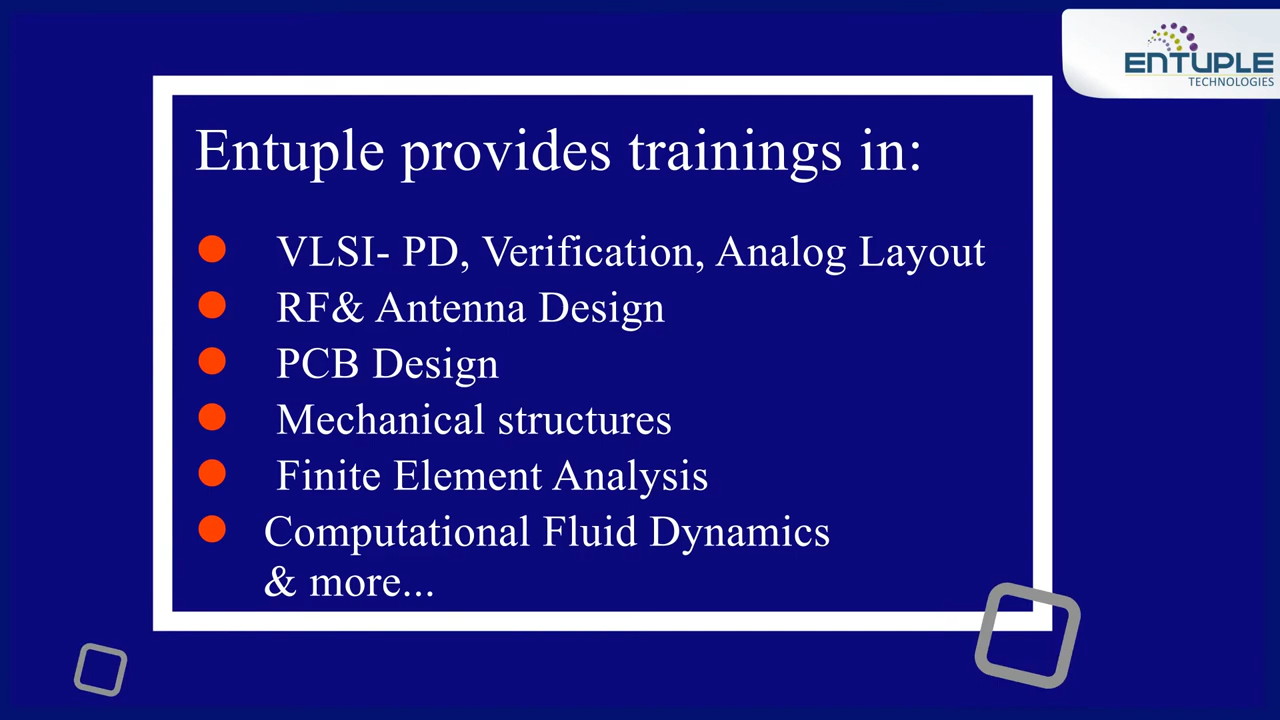 ENTUPLE
TECHNOLOGIES
Entuple provides trainings in:
VLSI- PD, Verification, Analog Layout
RF& Antenna Design
PCB Design
Mechanical structures
Finite Element Analysis
Computational Fluid Dynamics
& more...